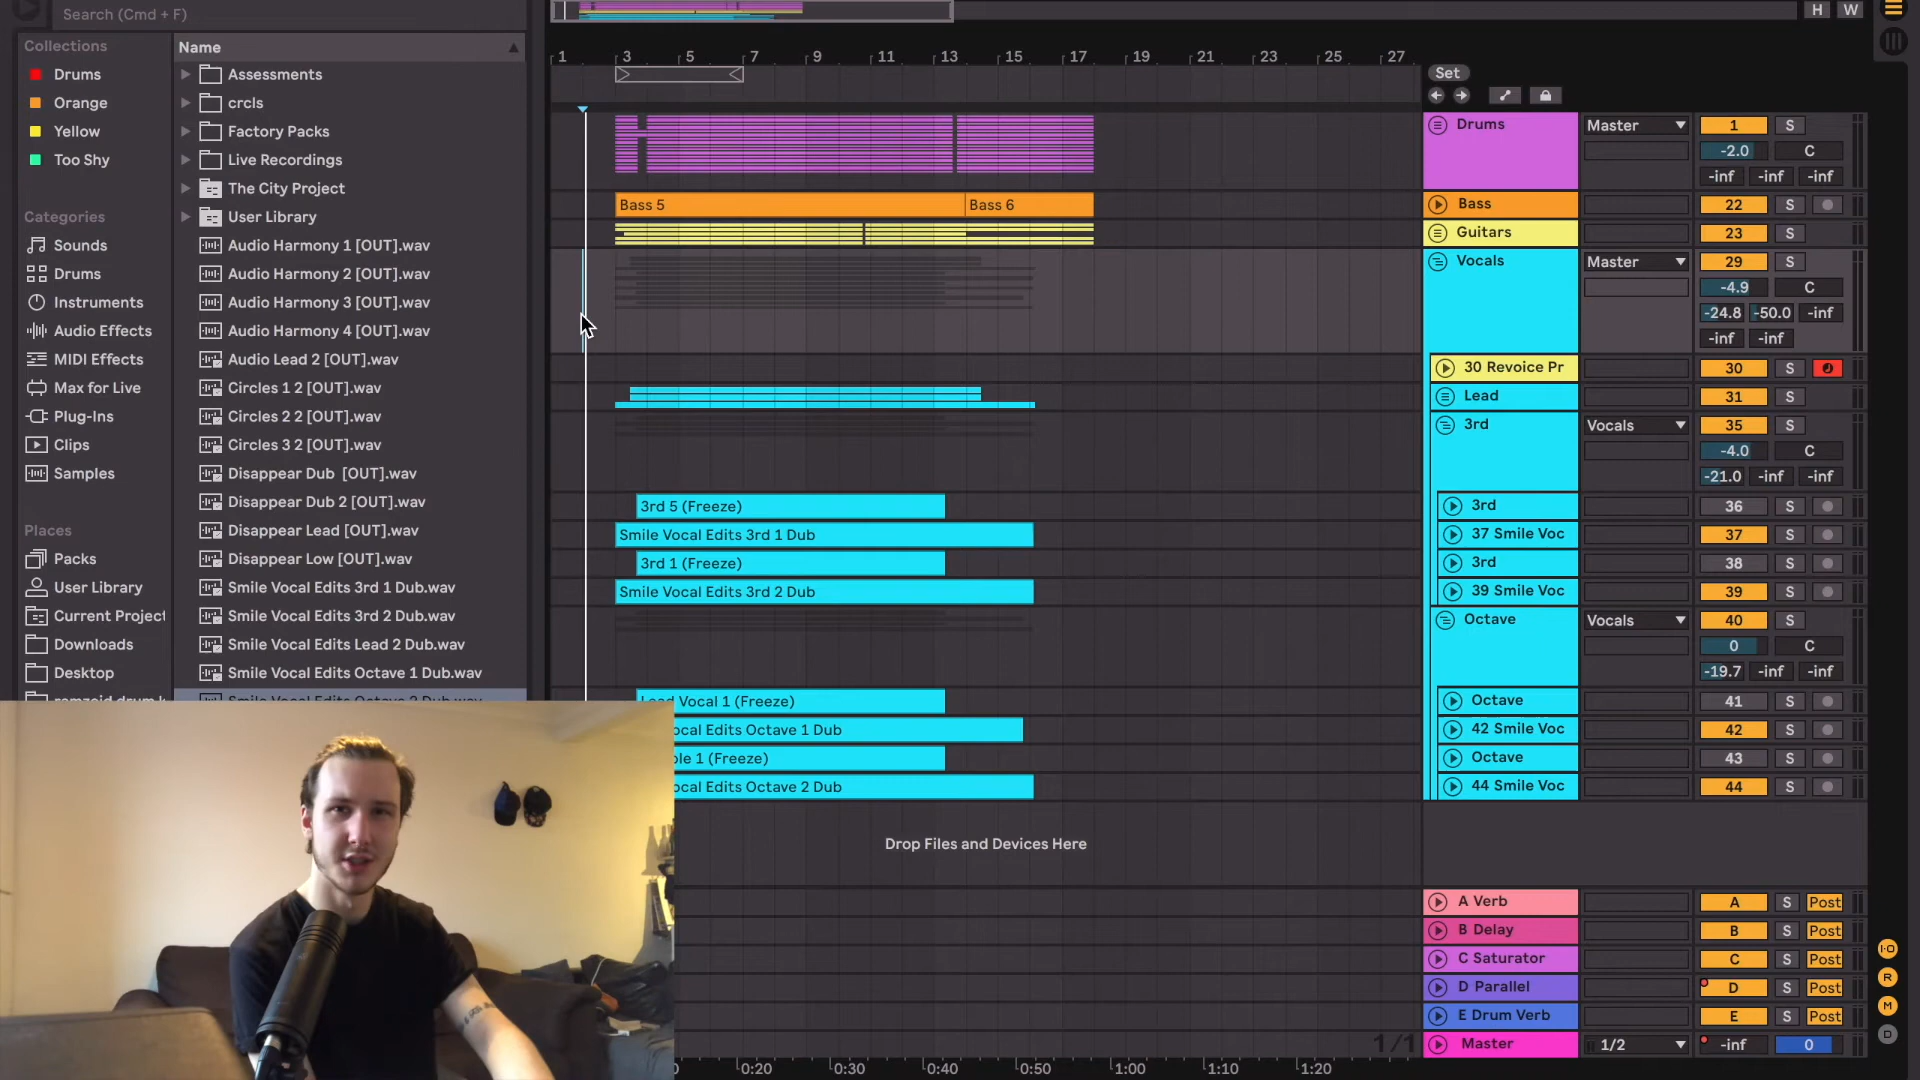 Search (Cmd + F)
H
W
Collections
Name
Drums
Orange
Yellow
Too Shy
Assessments
crcls
Factory Packs
Live Recordings
The City Project
User Library
Categories
Sounds
Drums
Instruments
Audio Effects
MIDI Effects
Max for Live
Plug-Ins
Clips
Samples
Places
Packs
User Library
Current Project
Downloads
Desktop
Audio Harmony 1 [OUT].wav
Audio Harmony 2 [OUT].wav
Audio Harmony 3 [OUT].wav
Audio Harmony 4 [OUT].wav
Audio Lead 2 [OUT].wav
Circles 1 2 [OUT].wav
Circles 2 2 [OUT].wav
Circles 3 2 [OUT].wav
Disappear Dub [OUT].wav
Disappear Dub 2 [OUT].wav
Disappear Lead [OUT].wav
Disappear Low [OUT].wav
Smile Vocal Edits 3rd 1 Dub.wav
Smile Vocal Edits 3rd 2 Dub.wav
Smile Vocal Edits Lead 2 Dub.wav
Smile Vocal Edits Octave 1 Dub.wav
Smile Vocal Edits Octave 2 Dub.wav
1 3 5 7 9 11 13 15 17 19 21 23 25 27
Set
Bass 5
Bass 6
3rd 5 (Freeze)
Smile Vocal Edits 3rd 1 Dub
3rd 1 (Freeze)
Smile Vocal Edits 3rd 2 Dub
Lead Vocal 1 (Freeze)
ocal Edits Octave 1 Dub
ble 1 (Freeze)
ocal Edits Octave 2 Dub
Drop Files and Devices Here
1/1
0:20 0:30 0:40 0:50 1:00 1:10 1:20
Drums Master 1 S
-2.0 C
-inf -inf -inf
Bass 22 S
Guitars 23 S
Vocals Master 29 S
-4.9 C
-24.8 -50.0 -inf
-inf -inf
30 Revoice Pr 30 S
Lead 31 S
3rd Vocals 35 S
-4.0 C
-21.0 -inf -inf
3rd 36 S
37 Smile Voc 37 S
3rd 38 S
39 Smile Voc 39 S
Octave Vocals 40 S
0 C
-19.7 -inf -inf
Octave 41 S
42 Smile Voc 42 S
Octave 43 S
44 Smile Voc 44 S
A Verb A S Post
B Delay B S Post
C Saturator C S Post
D Parallel D S Post
E Drum Verb E S Post
Master 1/2 -inf 0
I·O
R
M
D